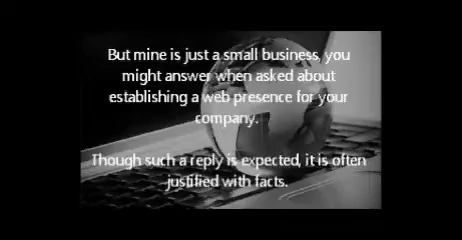 But mine is just a small business, you
might answer when asked about
establishing a web presence for your
company.
Though such a reply is expected, it is often
justified with facts.